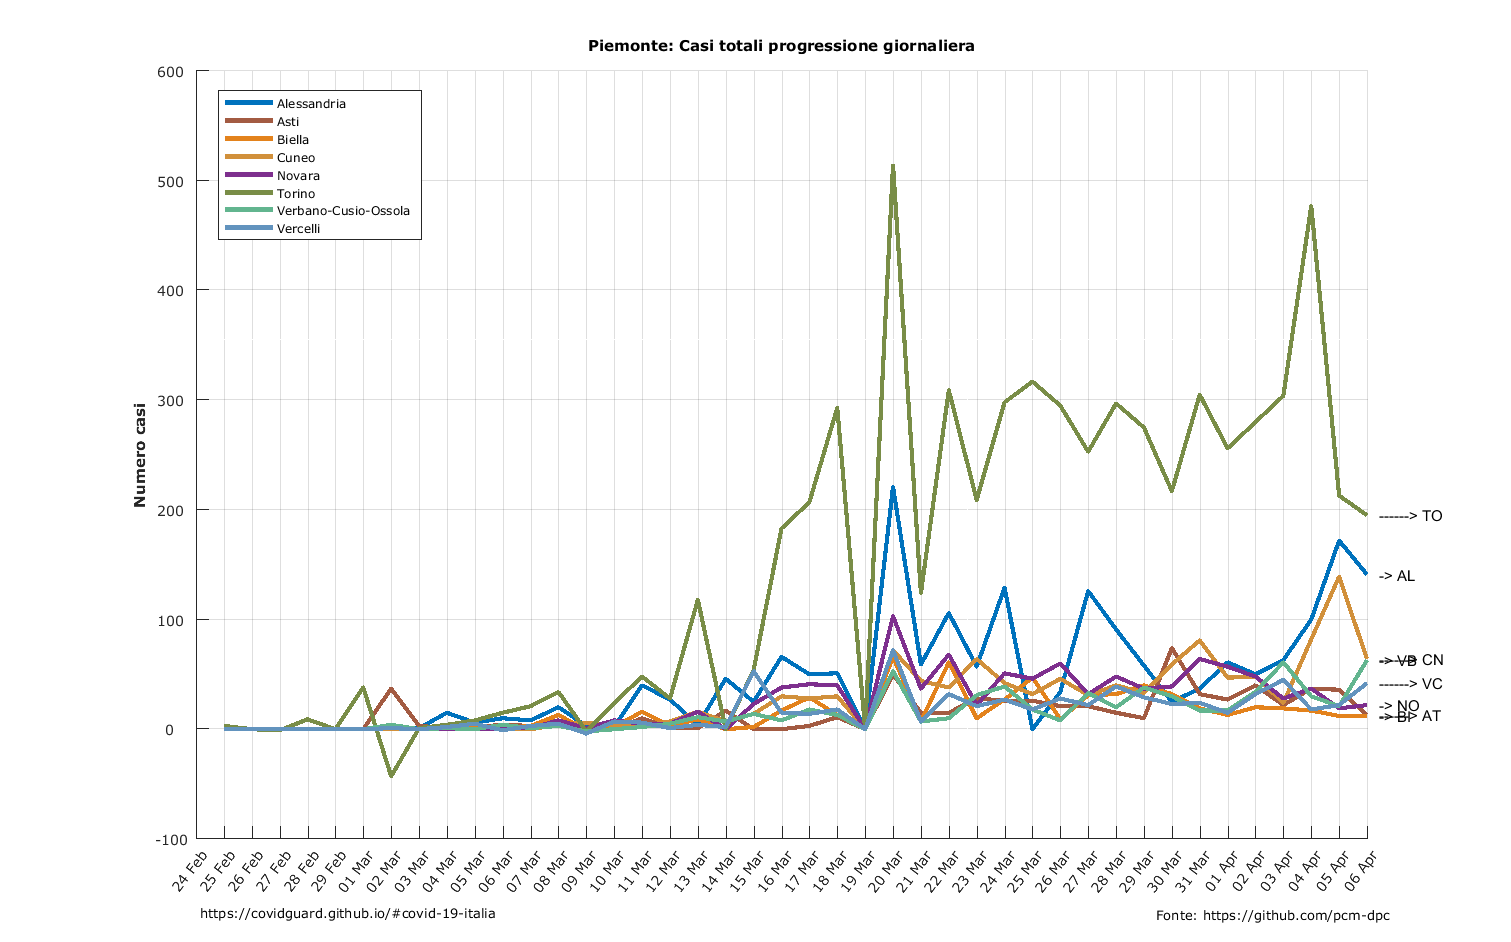 Piemonte: Casi totali progressione giornaliera
600
500
400
300
200
100
0
-100
Numero casi
Alessandria
Asti
Biella
Cuneo
Novara
Torino
Verbano-Cusio-Ossola
Vercelli
------> TO
-> AL
-> VB
------> CN
------> VC
-> NO
-> BI
------> AT
24 Feb
25 Feb
26 Feb
27 Feb
28 Feb
29 Feb
01 Mar
02 Mar
03 Mar
04 Mar
05 Mar
06 Mar
07 Mar
08 Mar
09 Mar
10 Mar
11 Mar
12 Mar
13 Mar
14 Mar
15 Mar
16 Mar
17 Mar
18 Mar
19 Mar
20 Mar
21 Mar
22 Mar
23 Mar
24 Mar
25 Mar
26 Mar
27 Mar
28 Mar
29 Mar
30 Mar
31 Mar
01 Apr
02 Apr
03 Apr
04 Apr
05 Apr
06 Apr
https://covidguard.github.io/#covid-19-italia
Fonte: https://github.com/pcm-dpc